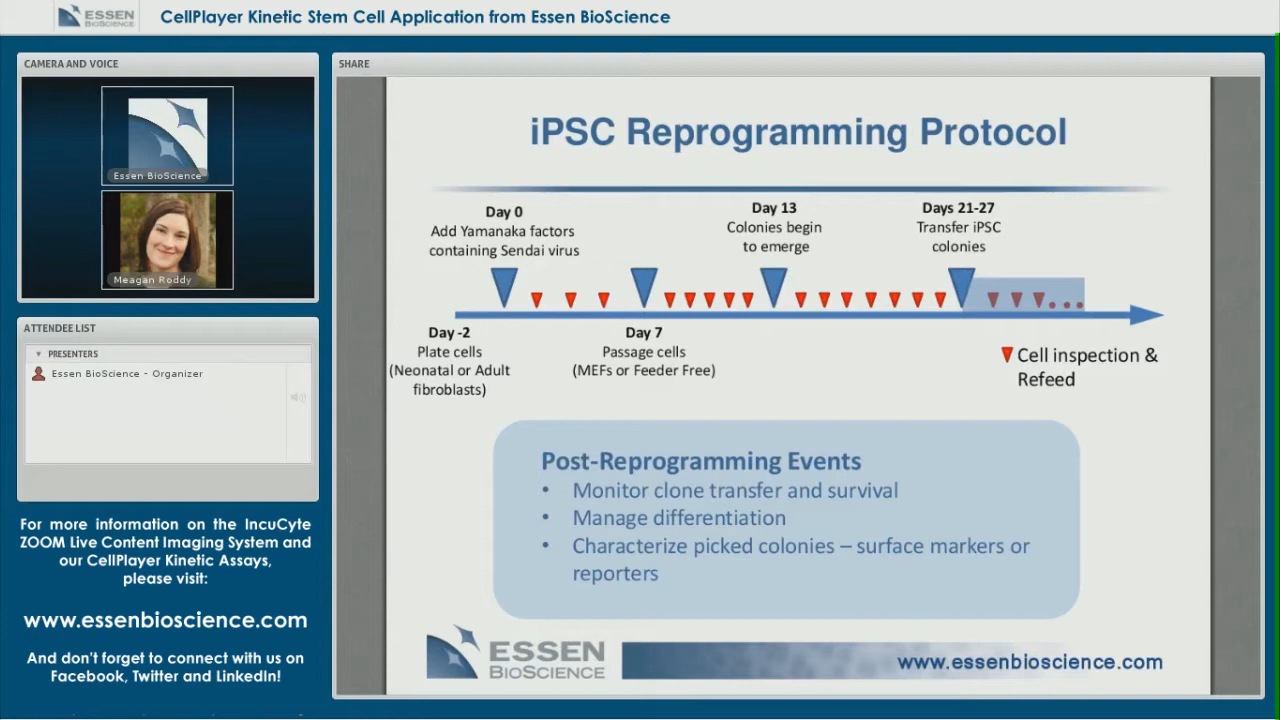 ESSEN
BIOSCIENCE
CellPlayer Kinetic Stem Cell Application from Essen BioScience
CAMERA AND VOICE
Essen BioScience
Meagan Roddy
ATTENDEE LIST
PRESENTERS
Essen BioScience - Organizer
For more information on the IncuCyte
ZOOM Live Content Imaging System and
our CellPlayer Kinetic Assays,
please visit:
www.essenbioscience.com
And don't forget to connect with us on
Facebook, Twitter and LinkedIn!
SHARE
iPSC Reprogramming Protocol
Day 0
Add Yamanaka factors
containing Sendai virus
Day 13
Colonies begin
to emerge
Days 21-27
Transfer iPSC
colonies
Day -2
Plate cells
(Neonatal or Adult
fibroblasts)
Day 7
Passage cells
(MEFs or Feeder Free)
Cell inspection &
Refeed
Post-Reprogramming Events
• Monitor clone transfer and survival
• Manage differentiation
• Characterize picked colonies – surface markers or
reporters
ESSEN
BIOSCIENCE
www.essenbioscience.com